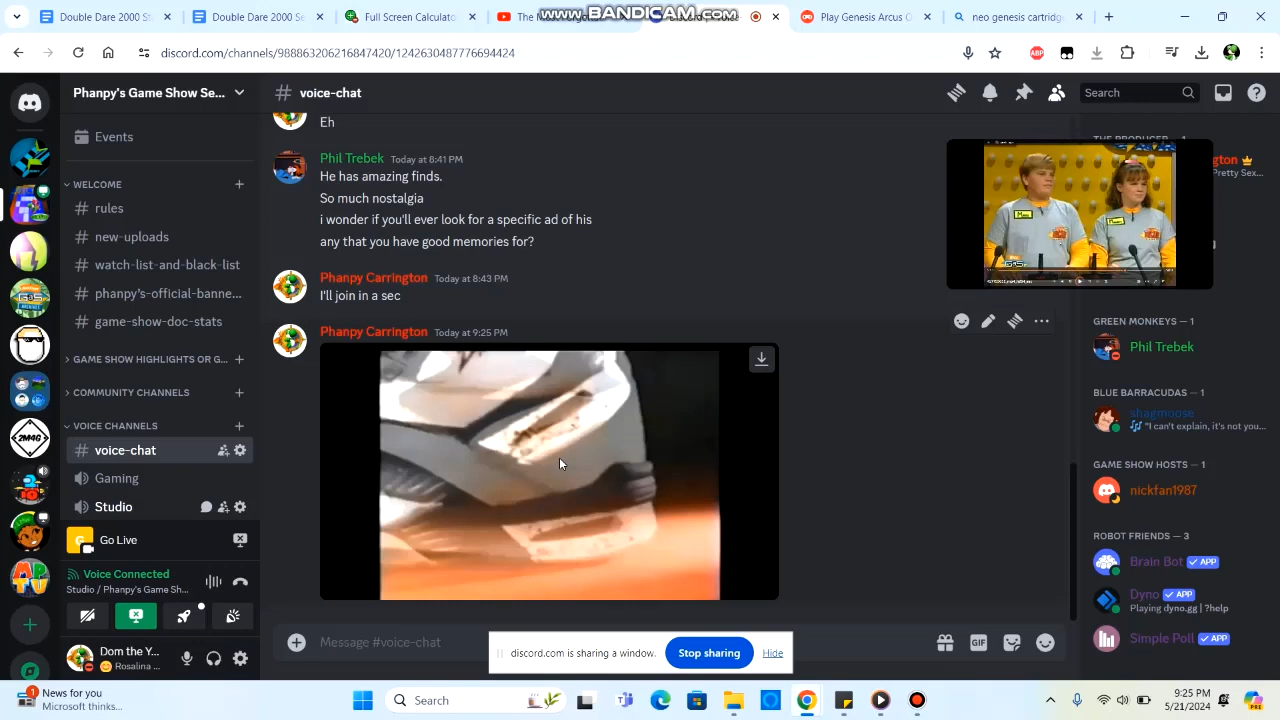 Double Dare 2000 S
Double Dare 2000 Se
Full Screen Calculato
www.BANDICAM.com
Play Genesis Arcus O
neo genesis cartridg
discord.com/channels/988863206216847420/1242630487776694424
ABP
Phanpy's Game Show Se...
voice-chat
Search
Events
WELCOME
rules
new-uploads
watch-list-and-black-list
phanpy's-official-banne...
game-show-doc-stats
GAME SHOW HIGHLIGHTS OR G...
COMMUNITY CHANNELS
VOICE CHANNELS
voice-chat
Gaming
Studio
Go Live
Voice Connected
Studio / Phanpy's Game Sh...
Dom the Y...
Rosalina ...
Eh
Phil Trebek Today at 8:41 PM
He has amazing finds.
So much nostalgia
i wonder if you'll ever look for a specific ad of his
any that you have good memories for?
Phanpy Carrington Today at 8:43 PM
I'll join in a sec
Phanpy Carrington Today at 9:25 PM
Message #voice-chat
GIF
discord.com is sharing a window.
Stop sharing
Hide
THE PRODUCER — 1
ngton
Pretty Sex...
GREEN MONKEYS — 1
Phil Trebek
BLUE BARRACUDAS — 1
shagmoose
"I can't explain, it's not you...
GAME SHOW HOSTS — 1
nickfan1987
ROBOT FRIENDS — 3
Brain Bot ✓ APP
Dyno ✓ APP
Playing dyno.gg | ?help
Simple Poll ✓ APP
2M4G
1
News for you
Microsoft thinks...
Search
9:25 PM
5/21/2024
PRE